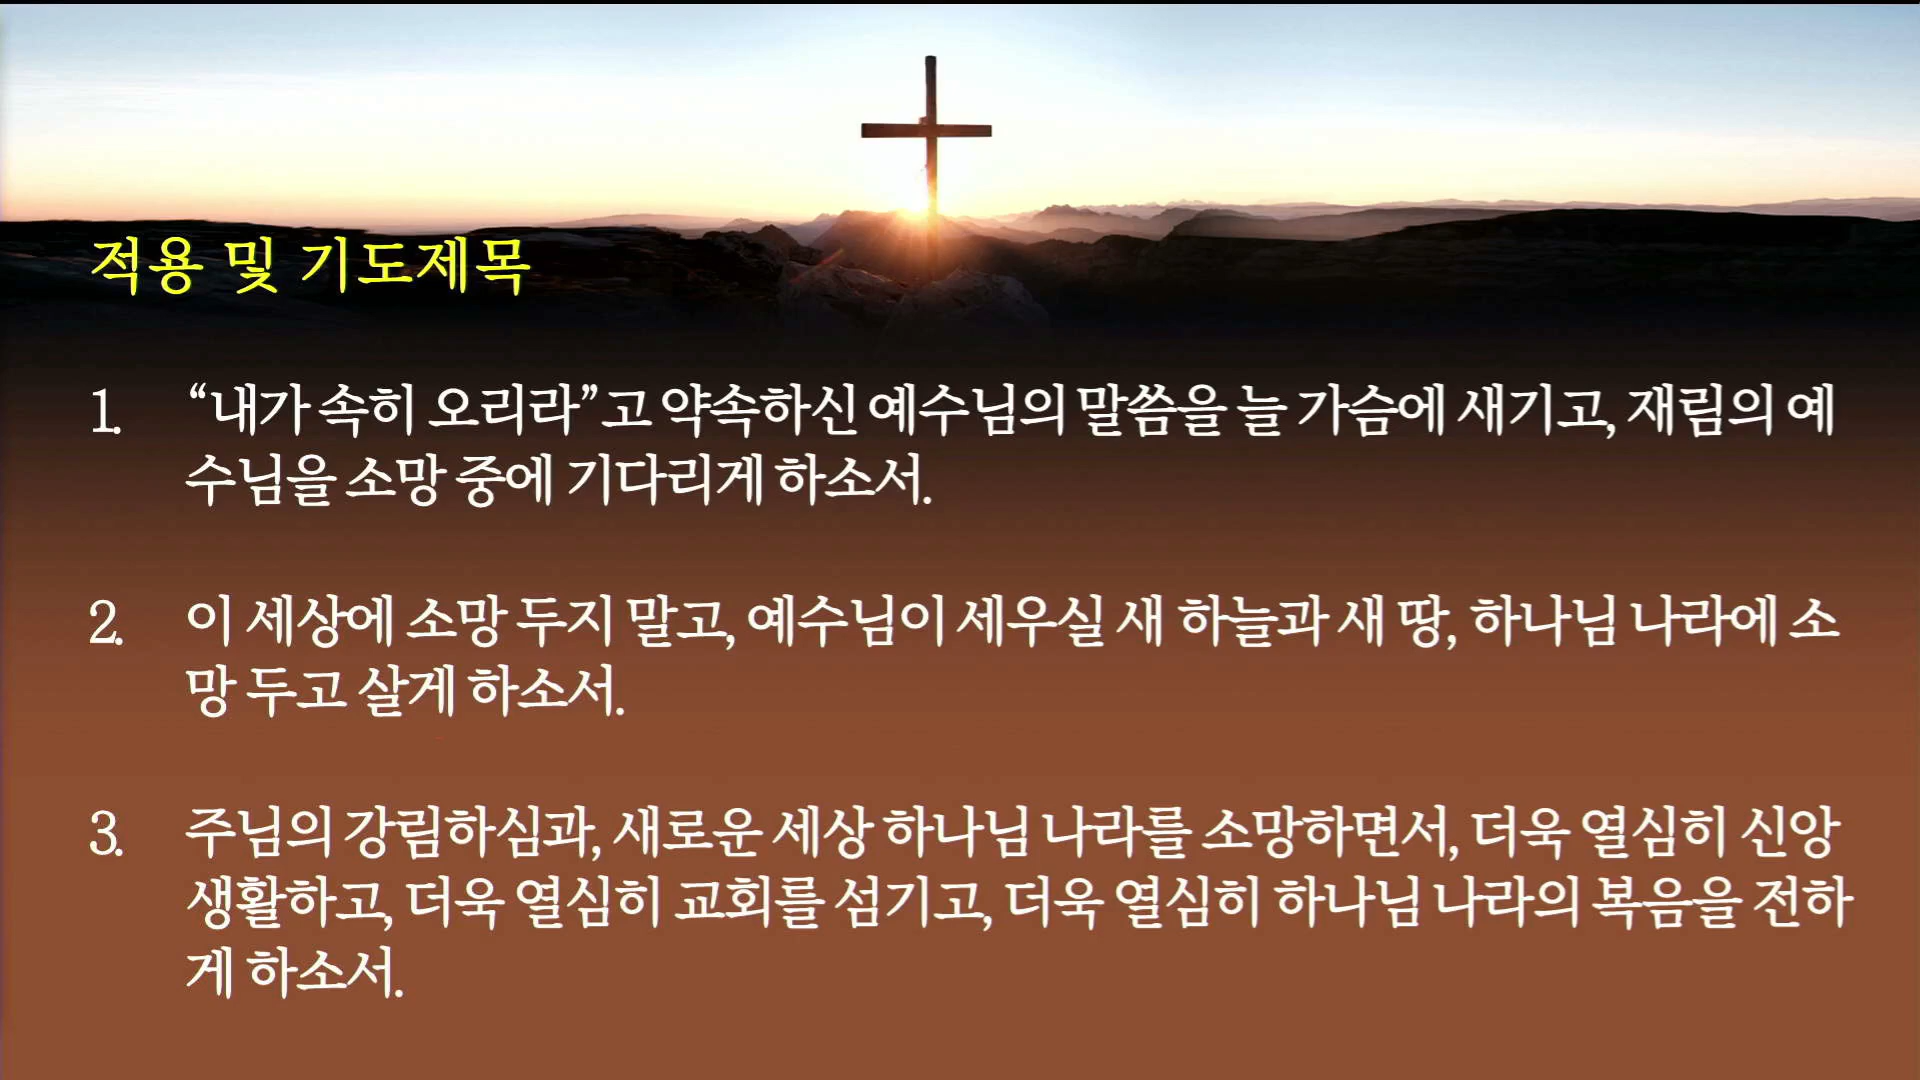 적용 및 기도제목
1. “내가 속히 오리라”고 약속하신 예수님의 말씀을 늘 가슴에 새기고, 재림의 예
수님을 소망 중에 기다리게 하소서.
2. 이 세상에 소망 두지 말고, 예수님이 세우실 새 하늘과 새 땅, 하나님 나라에 소
망 두고 살게 하소서.
3. 주님의 강림하심과, 새로운 세상 하나님 나라를 소망하면서, 더욱 열심히 신앙
생활하고, 더욱 열심히 교회를 섬기고, 더욱 열심히 하나님 나라의 복음을 전하
게 하소서.